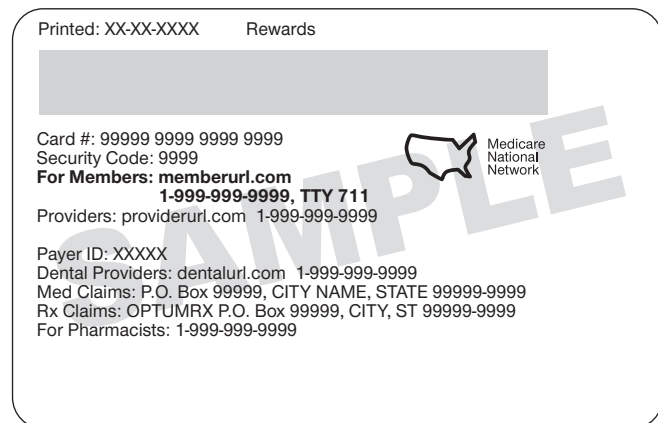 Printed: XX-XX-XXXX Rewards
Card #: 99999 9999 9999 9999
Security Code: 9999
For Members: memberurl.com
1-999-999-9999, TTY 711
Providers: providerurl.com 1-999-999-9999
Medicare
National
Network
Payer ID: XXXXX
Dental Providers: dentalurl.com 1-999-999-9999
Med Claims: P.O. Box 99999, CITY NAME, STATE 99999-9999
Rx Claims: OPTUMRX P.O. Box 99999, CITY, ST 99999-9999
For Pharmacists: 1-999-999-9999
SAMPLE